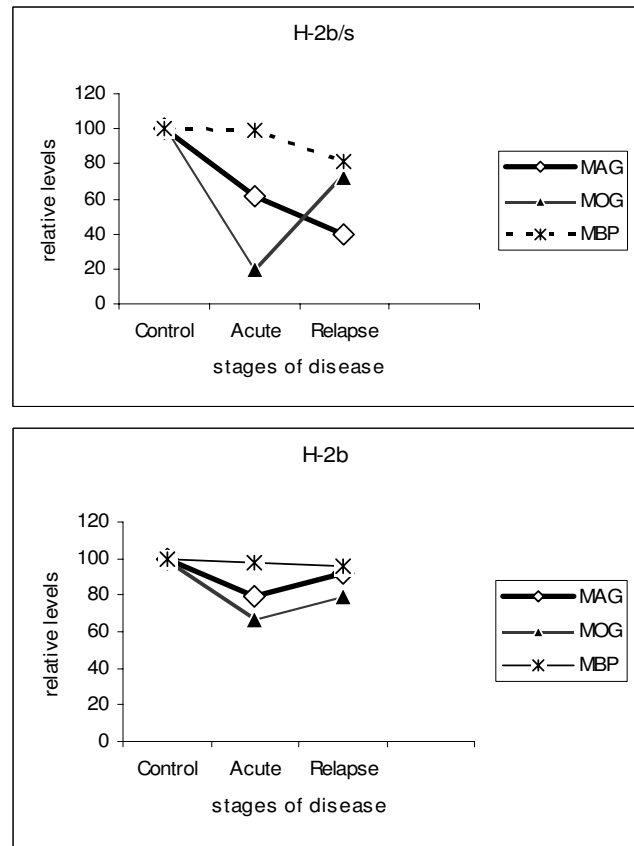 H-2b/s
120
100
80
60
40
20
0
relative levels
Control Acute Relapse
stages of disease
MAG
MOG
MBP
H-2b
120
100
80
60
40
20
0
relative levels
Control Acute Relapse
stages of disease
MAG
MOG
MBP